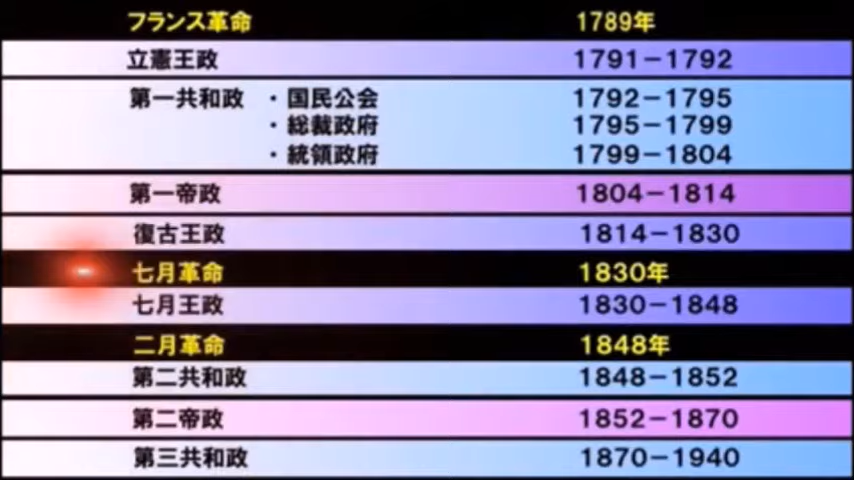 フランス革命 1789年
立憲王政 1791－1792
第一共和政 ・国民公会 1792－1795
・総裁政府 1795－1799
・統領政府 1799－1804
第一帝政 1804－1814
復古王政 1814－1830
七月革命 1830年
七月王政 1830－1848
二月革命 1848年
第二共和政 1848－1852
第二帝政 1852－1870
第三共和政 1870－1940